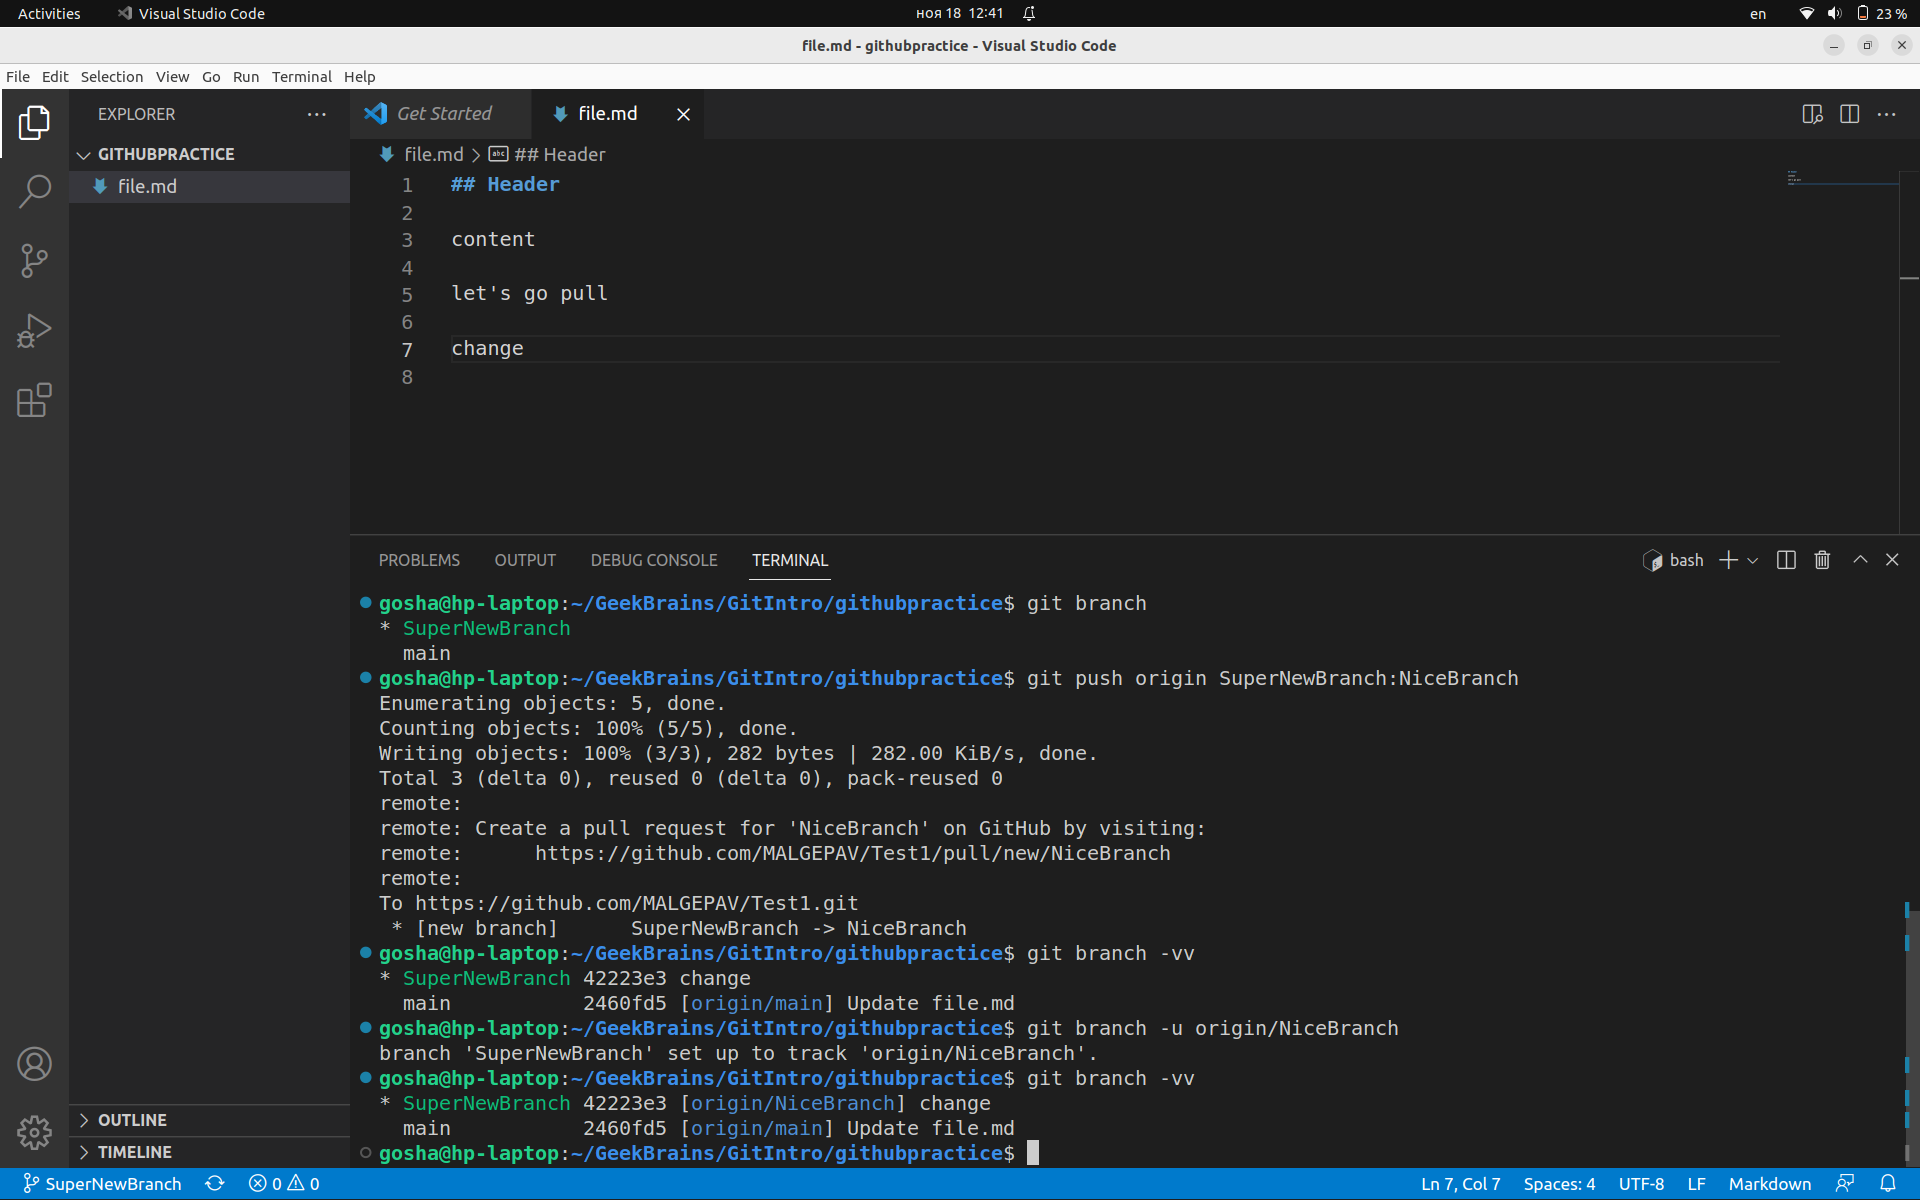 Activities Visual Studio Code ноя 18 12:41 en 23 %
file.md - githubpractice - Visual Studio Code
File Edit Selection View Go Run Terminal Help
EXPLORER
GITHUBPRACTICE
file.md
OUTLINE
TIMELINE
Get Started file.md
file.md > ## Header
1 ## Header
2
3 content
4
5 let's go pull
6
7 change
8
PROBLEMS OUTPUT DEBUG CONSOLE TERMINAL bash
gosha@hp-laptop:~/GeekBrains/GitIntro/githubpractice$ git branch
* SuperNewBranch
main
gosha@hp-laptop:~/GeekBrains/GitIntro/githubpractice$ git push origin SuperNewBranch:NiceBranch
Enumerating objects: 5, done.
Counting objects: 100% (5/5), done.
Writing objects: 100% (3/3), 282 bytes | 282.00 KiB/s, done.
Total 3 (delta 0), reused 0 (delta 0), pack-reused 0
remote:
remote: Create a pull request for 'NiceBranch' on GitHub by visiting:
remote:      https://github.com/MALGEPAV/Test1/pull/new/NiceBranch
remote:
To https://github.com/MALGEPAV/Test1.git
* [new branch]      SuperNewBranch -> NiceBranch
gosha@hp-laptop:~/GeekBrains/GitIntro/githubpractice$ git branch -vv
* SuperNewBranch 42223e3 change
main           2460fd5 [origin/main] Update file.md
gosha@hp-laptop:~/GeekBrains/GitIntro/githubpractice$ git branch -u origin/NiceBranch
branch 'SuperNewBranch' set up to track 'origin/NiceBranch'.
gosha@hp-laptop:~/GeekBrains/GitIntro/githubpractice$ git branch -vv
* SuperNewBranch 42223e3 [origin/NiceBranch] change
main           2460fd5 [origin/main] Update file.md
gosha@hp-laptop:~/GeekBrains/GitIntro/githubpractice$
SuperNewBranch 0 0 Ln 7, Col 7 Spaces: 4 UTF-8 LF Markdown